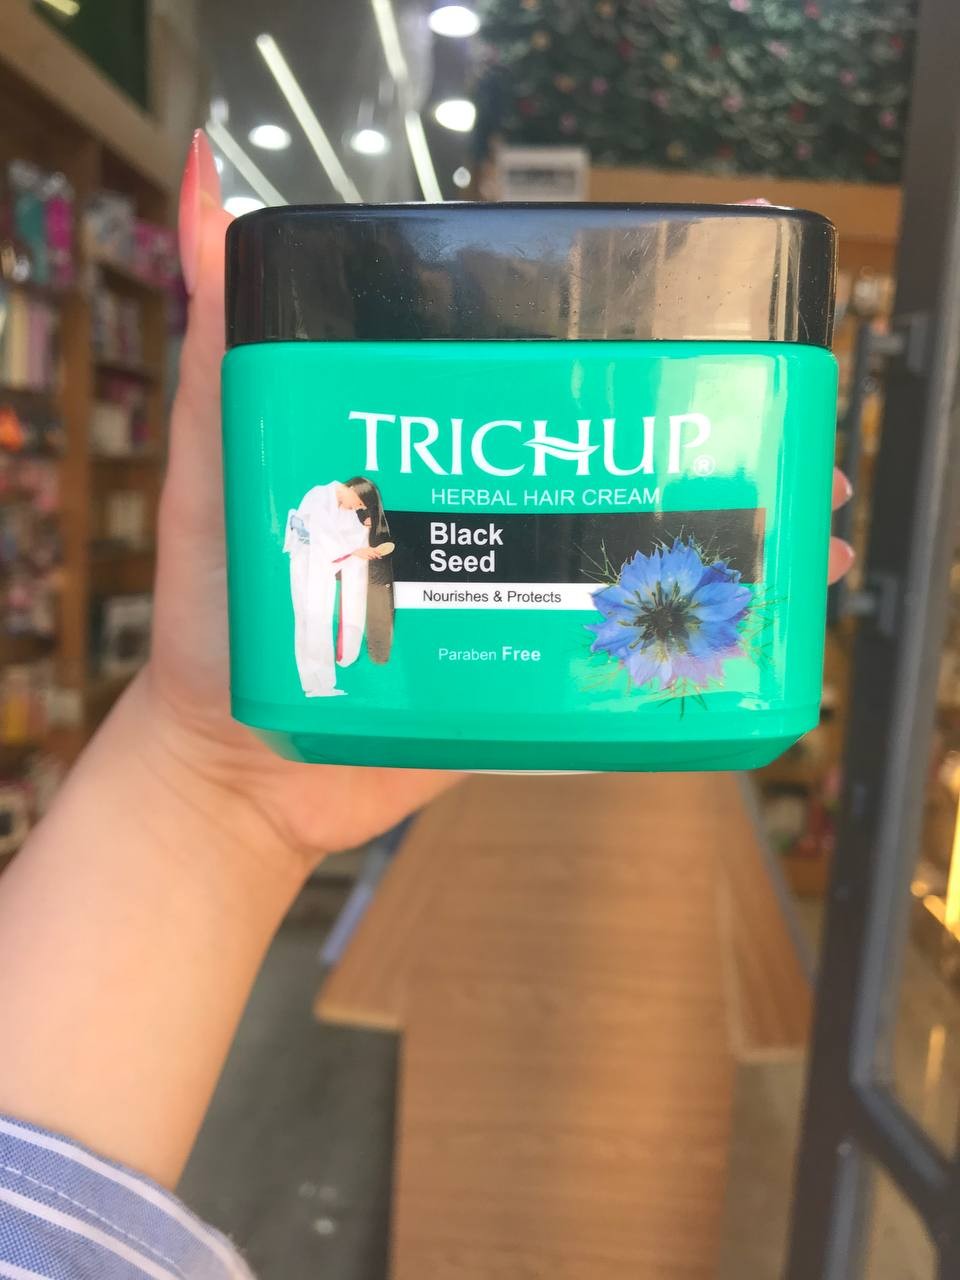 TRICHUP®
HERBAL HAIR CREAM
Black
Seed
Nourishes & Protects
Paraben Free